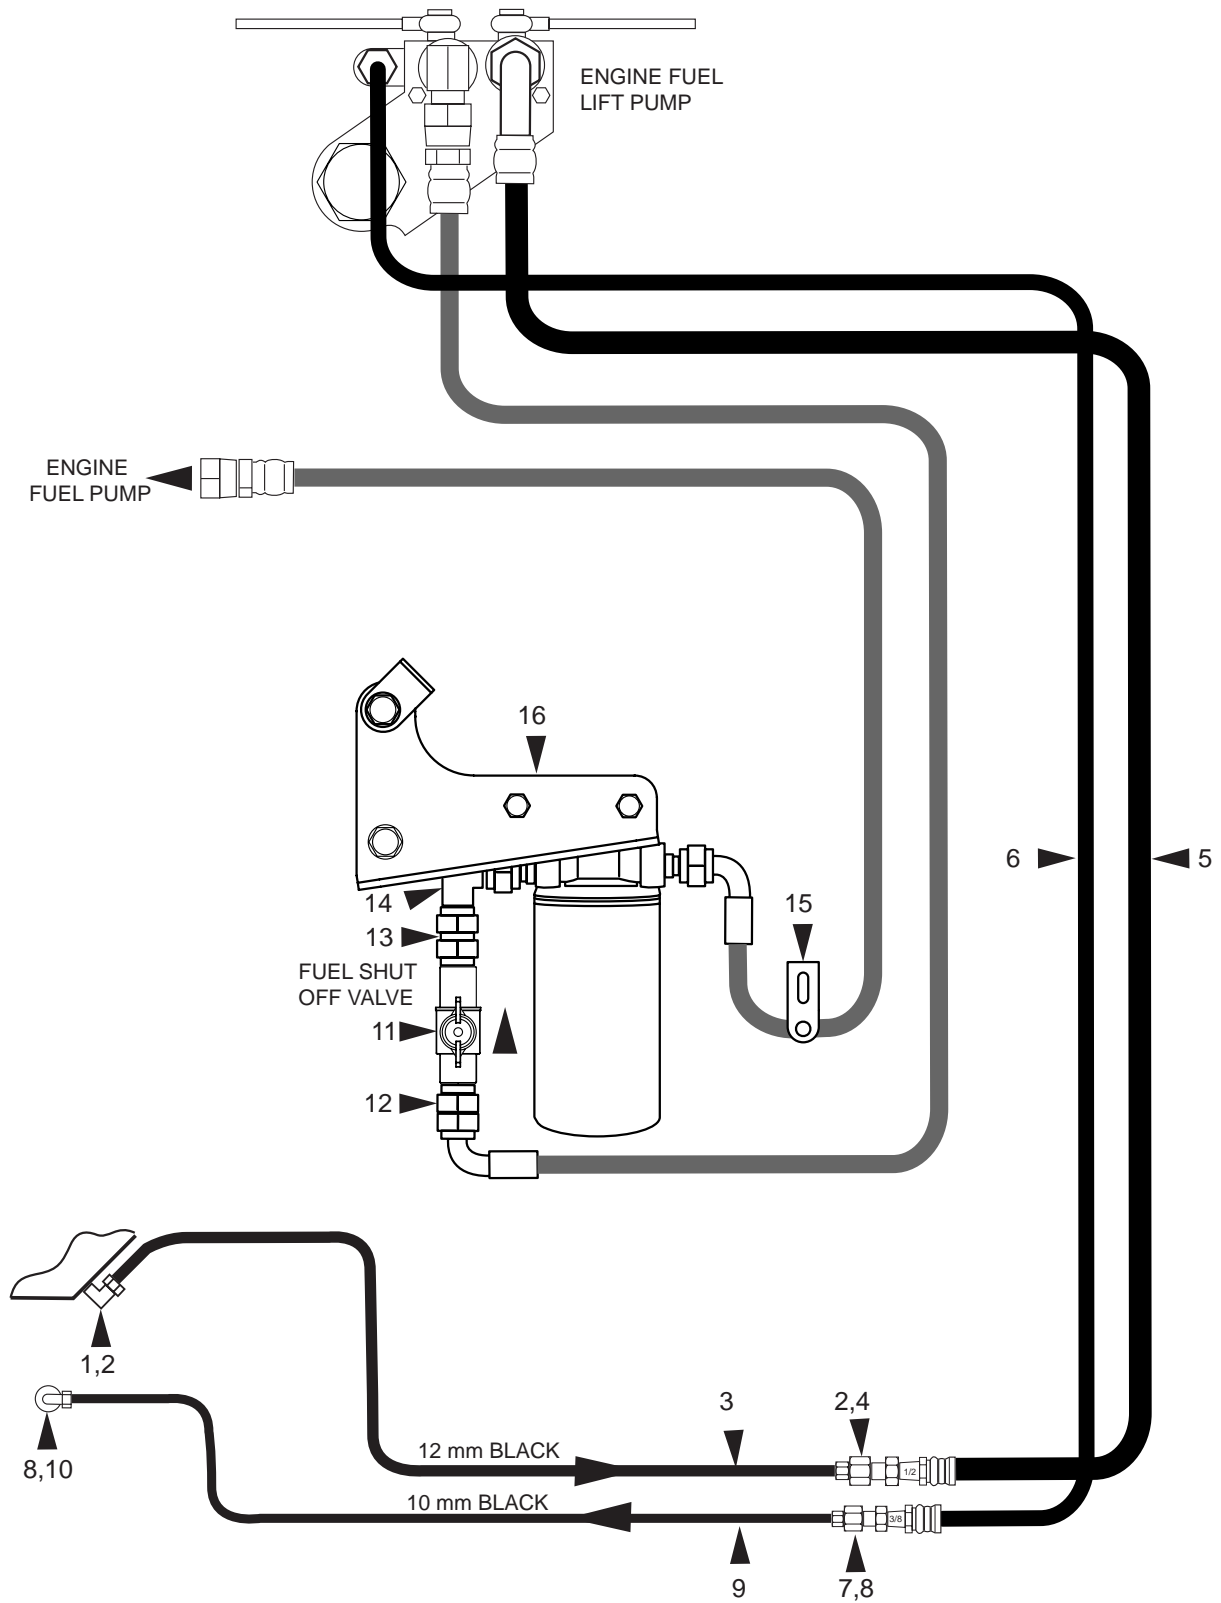 ENGINE FUEL
LIFT PUMP
ENGINE
FUEL PUMP
16
6
5
14
15
13
FUEL SHUT
OFF VALVE
11
12
1,2
3
2,4
12 mm BLACK
1/2
8,10
10 mm BLACK
3/8
9
7,8